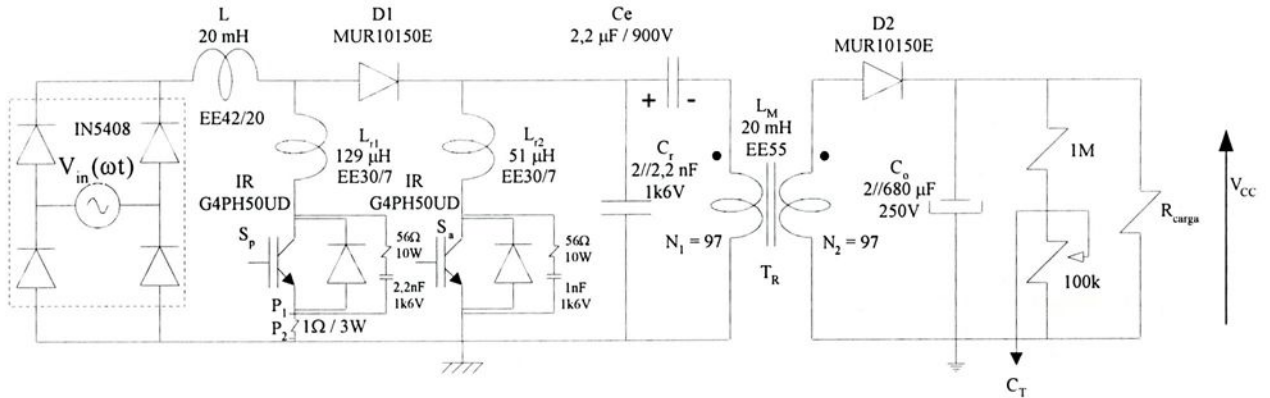 L
20 mH
EE42/20
D1
MUR10150E
Ce
2,2 µF / 900V
+ -
D2
MUR10150E
IN5408
Vin(ωt)
Lr1
129 µH
EE30/7
Lr2
51 µH
EE30/7
IR
G4PH50UD
Sp
56Ω
10W
2,2nF
1k6V
P1
P2
1Ω / 3W
IR
G4PH50UD
Sa
56Ω
10W
1nF
1k6V
Cr
2//2,2 nF
1k6V
LM
20 mH
EE55
N1 = 97
N2 = 97
TR
Co
2//680 µF
250V
1M
100k
CT
Rcarga
VCC